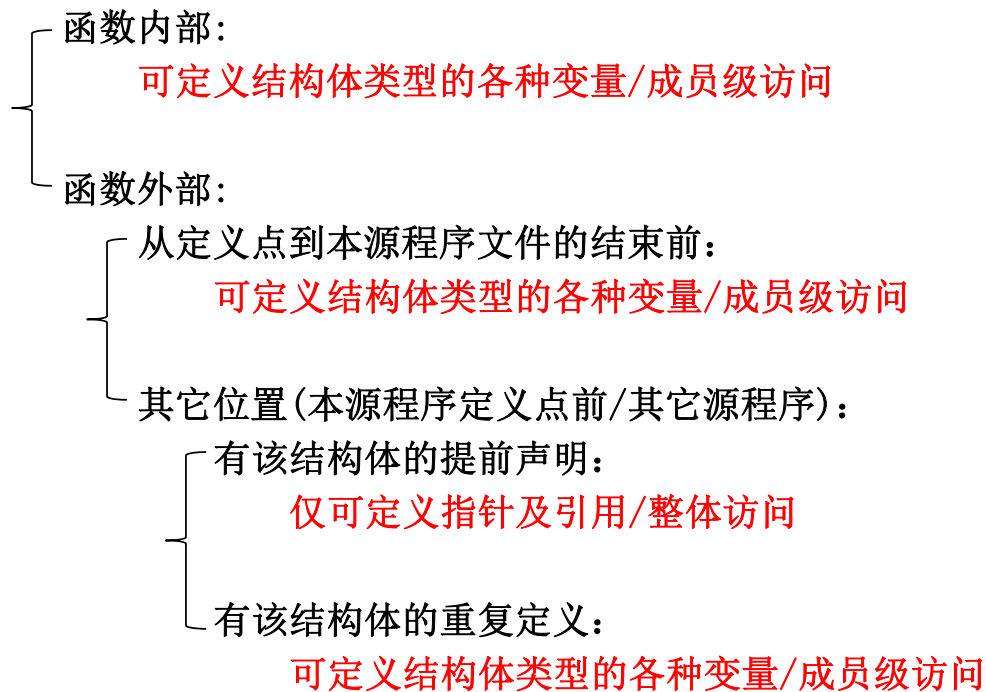 函数内部:
可定义结构体类型的各种变量/成员级访问
函数外部:
从定义点到本源程序文件的结束前：
可定义结构体类型的各种变量/成员级访问
其它位置(本源程序定义点前/其它源程序)：
有该结构体的提前声明：
仅可定义指针及引用/整体访问
有该结构体的重复定义：
可定义结构体类型的各种变量/成员级访问